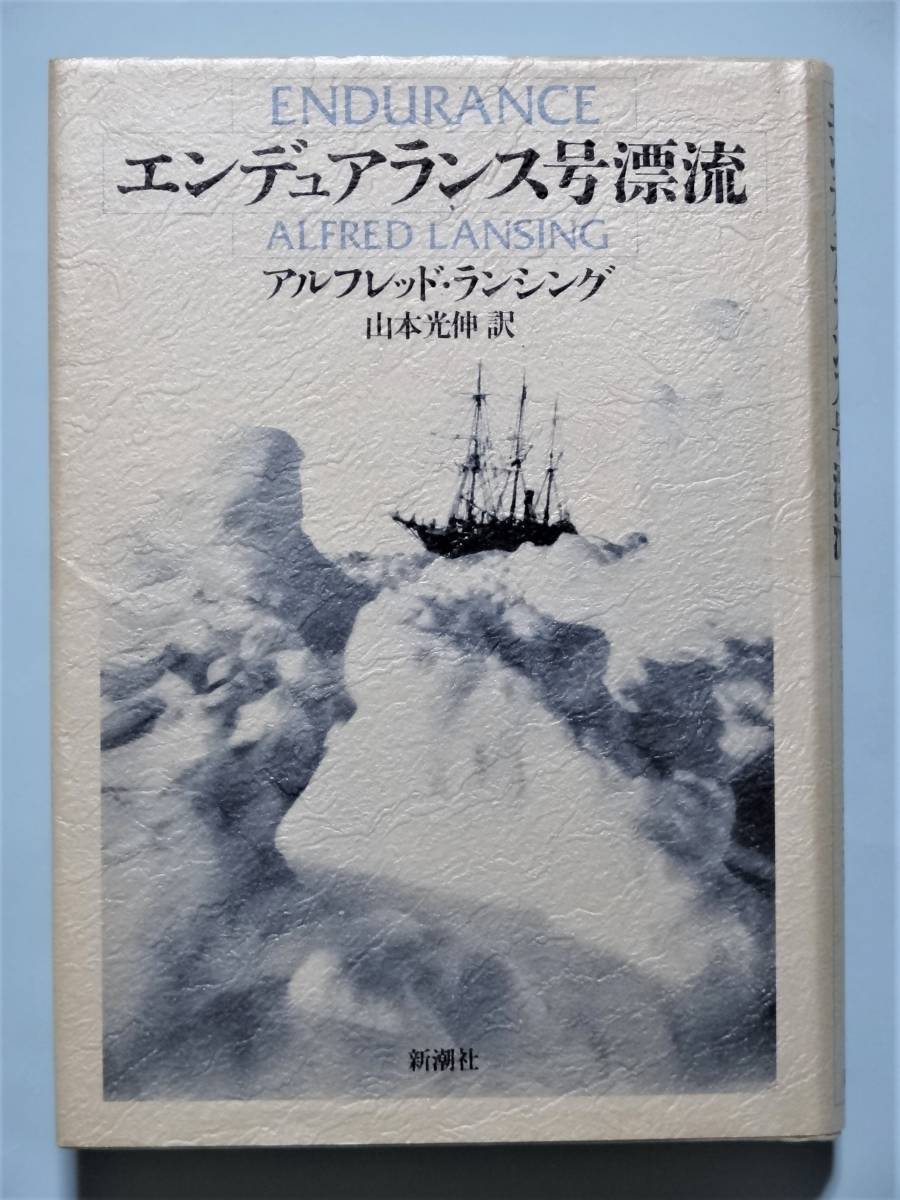 ENDURANCE
エンデュアランス号漂流
ALFRED LANSING
アルフレッド・ランシング
山本光伸 訳
新潮社